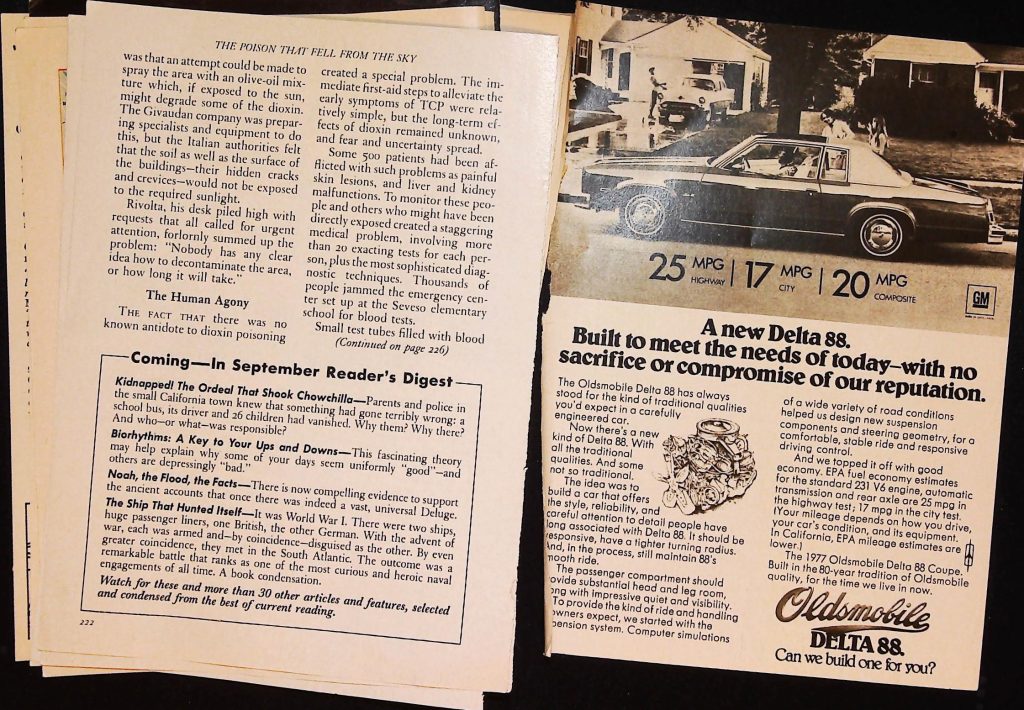 THE POISON THAT FELL FROM THE SKY
was that an attempt could be made to
spray the area with an olive-oil mix-
ture which, if exposed to the sun,
might degrade some of the dioxin.
The Givaudan company was prepar-
ing specialists and equipment to do
this, but the Italian authorities felt
that the soil as well as the surface of
the buildings—their hidden cracks
and crevices—would not be exposed
to the required sunlight.
Rivolta, his desk piled high with
requests that all called for urgent
attention, forlornly summed up the
problem: "Nobody has any clear
idea how to decontaminate the area,
or how long it will take."
The Human Agony
THE FACT THAT there was no
known antidote to dioxin poisoning
created a special problem. The im-
mediate first-aid steps to alleviate the
early symptoms of TCP were rela-
tively simple, but the long-term ef-
fects of dioxin remained unknown,
and fear and uncertainty spread.
Some 500 patients had been af-
flicted with such problems as painful
skin lesions, and liver and kidney
malfunctions. To monitor these peo-
ple and others who might have been
directly exposed created a staggering
medical problem, involving more
than 20 exacting tests for each per-
son, plus the most sophisticated diag-
nostic techniques. Thousands of
people jammed the emergency cen-
ter set up at the Seveso elementary
school for blood tests.
Small test tubes filled with blood
(Continued on page 226)
Coming—In September Reader's Digest
Kidnapped! The Ordeal That Shook Chowchilla—Parents and police in
the small California town knew that something had gone terribly wrong: a
school bus, its driver and 26 children had vanished. Why them? Why there?
And who—or what—was responsible?
Biorhythms: A Key to Your Ups and Downs—This fascinating theory
may help explain why some of your days seem uniformly "good"—and
others are depressingly "bad."
Noah, the Flood, the Facts—There is now compelling evidence to support
the ancient accounts that once there was indeed a vast, universal Deluge.
The Ship That Hunted Itself—It was World War I. There were two ships,
huge passenger liners, one British, the other German. With the advent of
war, each was armed and—by coincidence—disguised as the other. By even
greater coincidence, they met in the South Atlantic. The outcome was a
remarkable battle that ranks as one of the most curious and heroic naval
engagements of all time. A book condensation.
Watch for these and more than 30 other articles and features, selected
and condensed from the best of current reading.
222
25 MPG HIGHWAY | 17 MPG CITY | 20 MPG COMPOSITE
GM
A new Delta 88.
Built to meet the needs of today—with no
sacrifice or compromise of our reputation.
The Oldsmobile Delta 88 has always
stood for the kind of traditional qualities
you'd expect in a carefully
engineered car.
Now there's a new
kind of Delta 88. With
all the traditional
qualities. And some
not so traditional.
The idea was to
build a car that offers
the style, reliability, and
careful attention to detail people have
long associated with Delta 88. It should be
responsive, have a tighter turning radius.
And, in the process, still maintain 88's
mooth ride.
The passenger compartment should
ovide substantial head and leg room,
ong with impressive quiet and visibility.
To provide the kind of ride and handling
owners expect, we started with the
pension system. Computer simulations
of a wide variety of road conditions
helped us design new suspension
components and steering geometry, for a
comfortable, stable ride and responsive
driving control.
And we topped it off with good
economy. EPA fuel economy estimates
for the standard 231 V6 engine, automatic
transmission and rear axle are 25 mpg in
the highway test; 17 mpg in the city test.
(Your mileage depends on how you drive,
your car's condition, and its equipment.
In California, EPA mileage estimates are
lower.)
The 1977 Oldsmobile Delta 88 Coupe.
Built in the 80-year tradition of Oldsmobile
quality, for the time we live in now.
Oldsmobile
DELTA 88.
Can we build one for you?